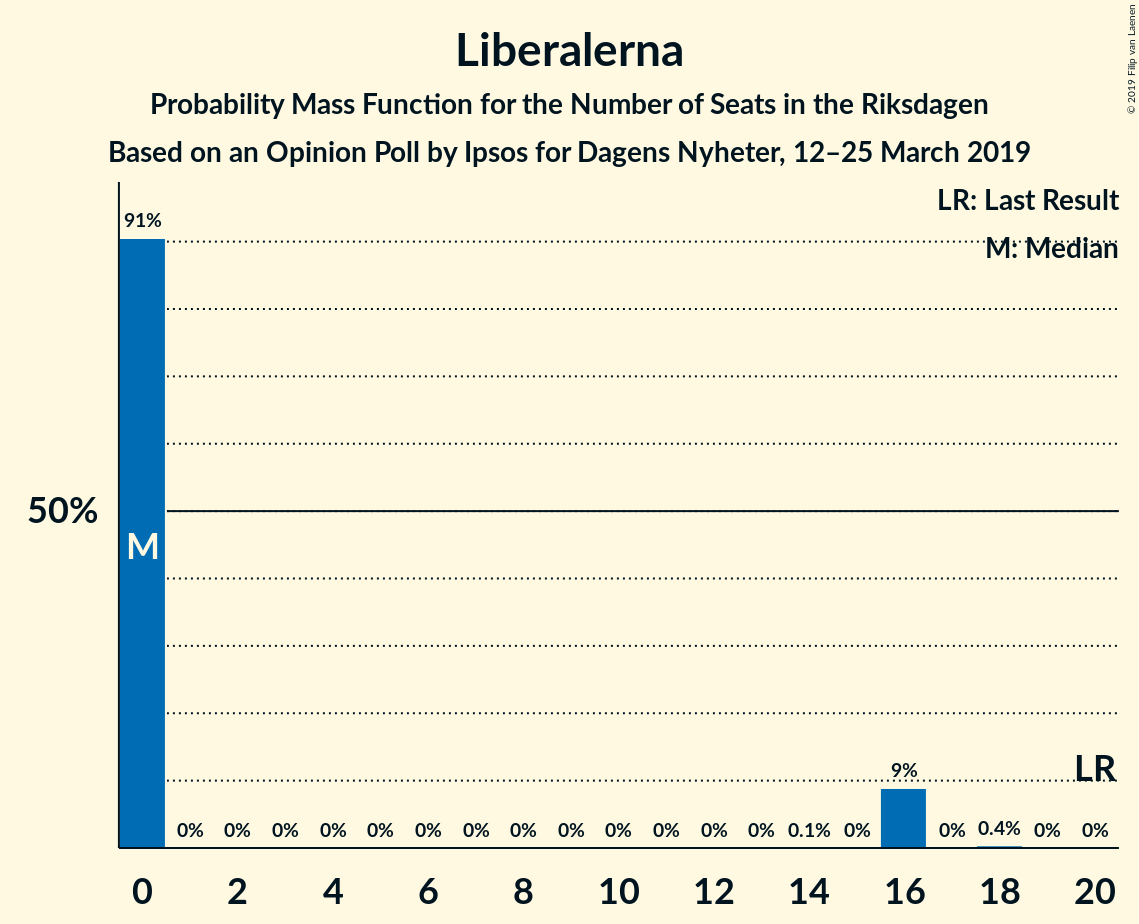 Liberalerna
Probability Mass Function for the Number of Seats in the Riksdagen
Based on an Opinion Poll by Ipsos for Dagens Nyheter, 12–25 March 2019
© 2019 Filip van Laenen
LR: Last Result
M: Median
91%
50%
M
LR
9%
0% 0% 0% 0% 0% 0% 0% 0% 0% 0% 0% 0% 0% 0.1% 0% 0% 0.4% 0% 0%
0 2 4 6 8 10 12 14 16 18 20